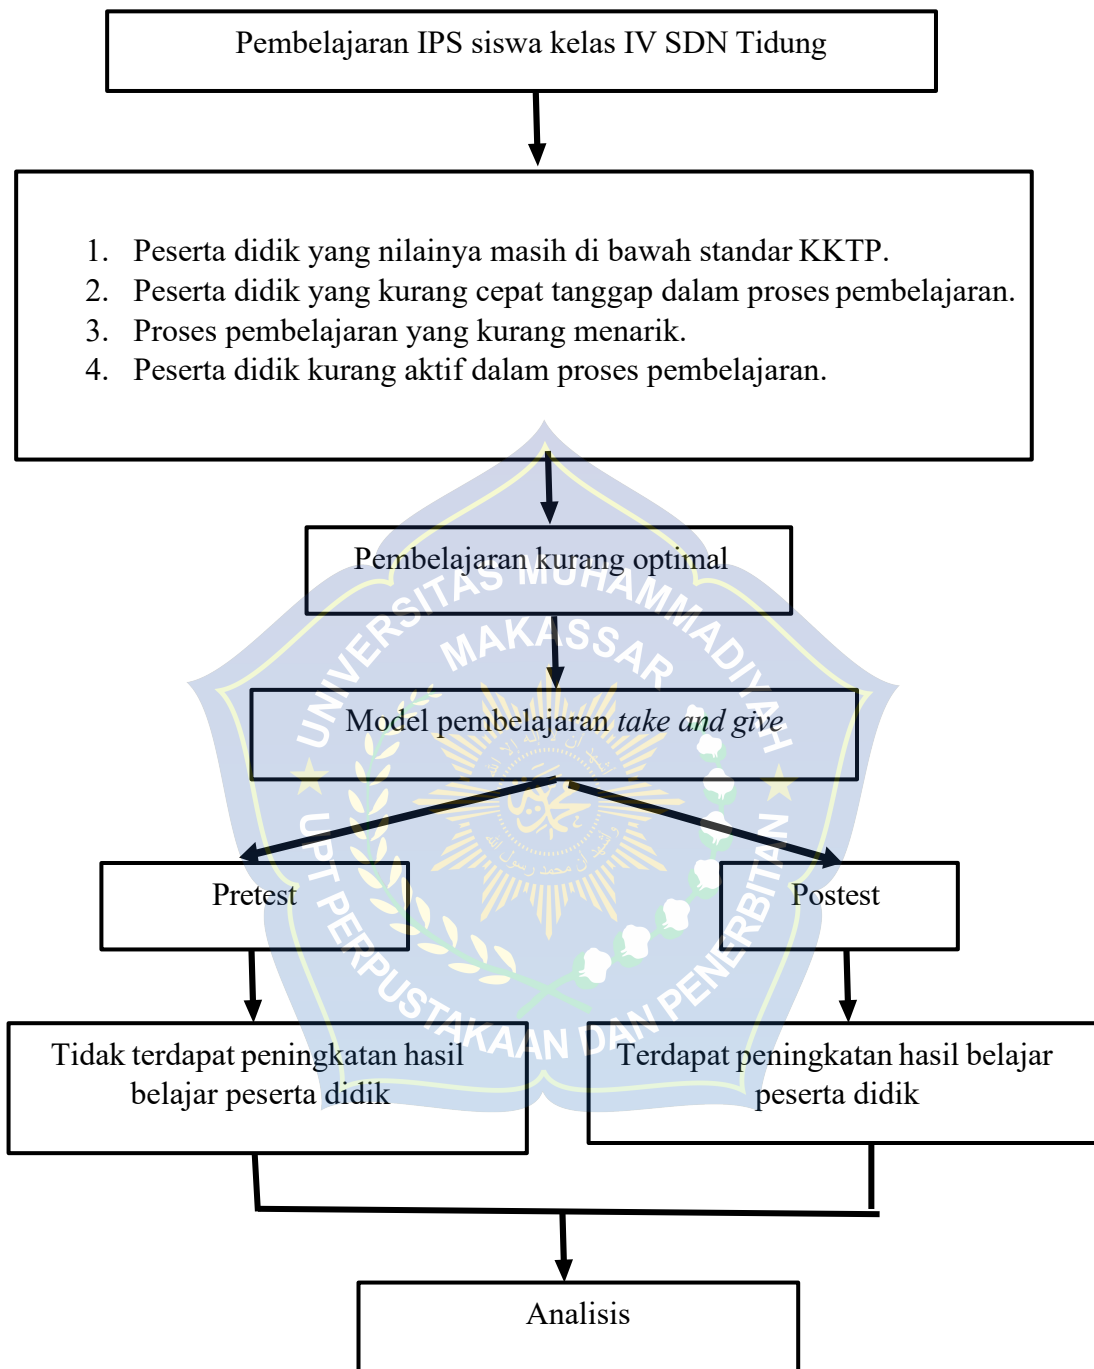 Pembelajaran IPS siswa kelas IV SDN Tidung
1. Peserta didik yang nilainya masih di bawah standar KKTP.
2. Peserta didik yang kurang cepat tanggap dalam proses pembelajaran.
3. Proses pembelajaran yang kurang menarik.
4. Peserta didik kurang aktif dalam proses pembelajaran.
Pembelajaran kurang optimal
UNIVERSITAS MUHAMMADIYAH
MAKASSAR
Model pembelajaran take and give
Pretest
Postest
UPT PERPUSTAKAAN DAN PENERBITAN
Tidak terdapat peningkatan hasil
belajar peserta didik
Terdapat peningkatan hasil belajar
peserta didik
Analisis